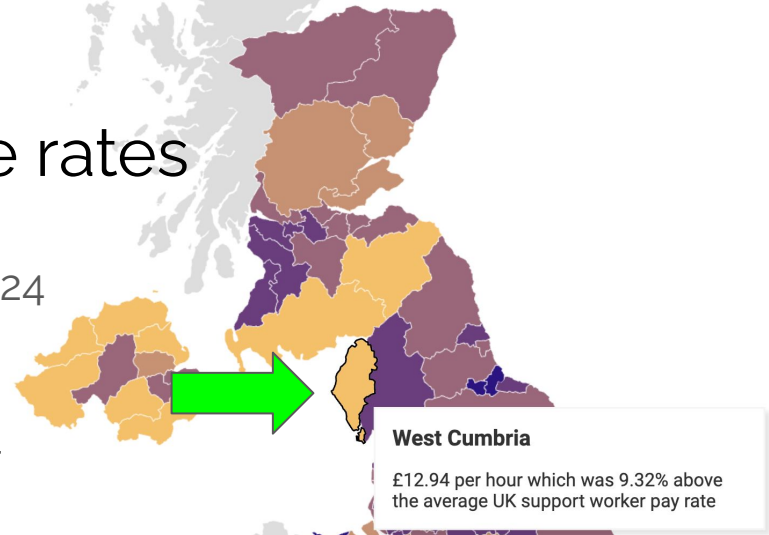 e rates
24
West Cumbria
£12.94 per hour which was 9.32% above
the average UK support worker pay rate